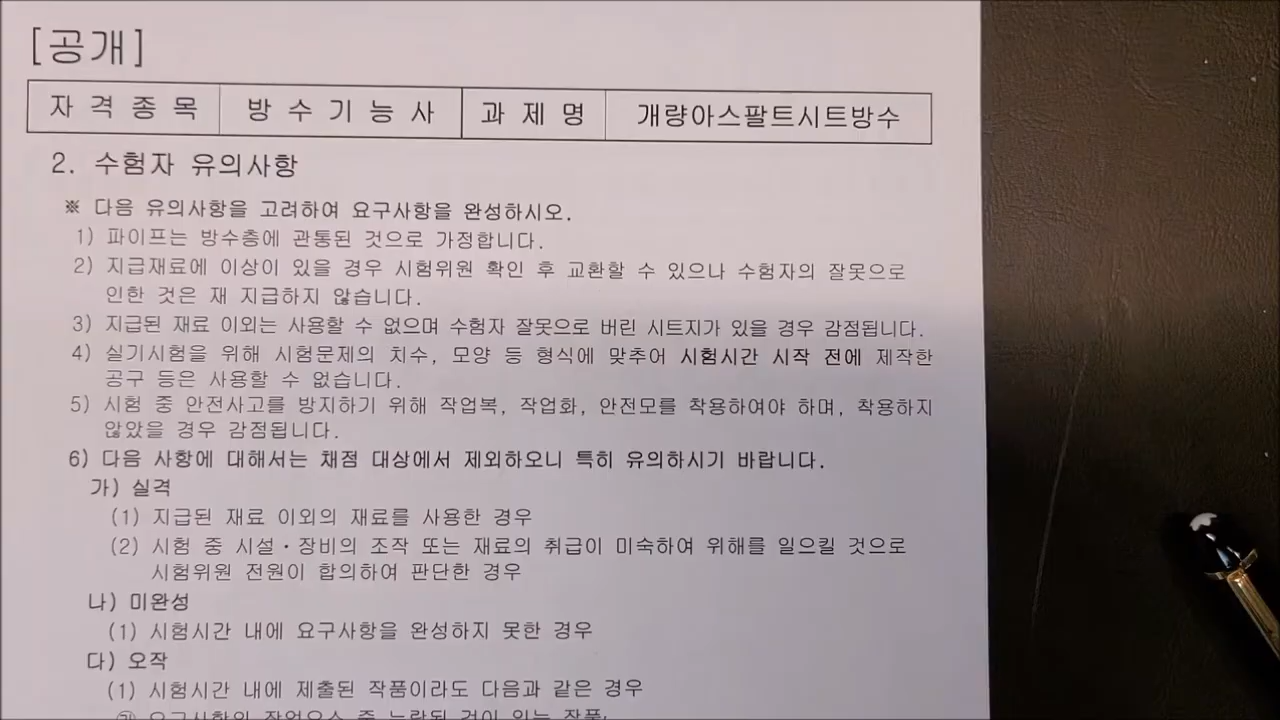 [공개]
자 격 종 목 방 수 기 능 사 과 제 명 개량아스팔트시트방수
2. 수험자 유의사항
※ 다음 유의사항을 고려하여 요구사항을 완성하시오.
1) 파이프는 방수층에 관통된 것으로 가정합니다.
2) 지급재료에 이상이 있을 경우 시험위원 확인 후 교환할 수 있으나 수험자의 잘못으로
인한 것은 재 지급하지 않습니다.
3) 지급된 재료 이외는 사용할 수 없으며 수험자 잘못으로 버린 시트지가 있을 경우 감점됩니다.
4) 실기시험을 위해 시험문제의 치수, 모양 등 형식에 맞추어 시험시간 시작 전에 제작한
공구 등은 사용할 수 없습니다.
5) 시험 중 안전사고를 방지하기 위해 작업복, 작업화, 안전모를 착용하여야 하며, 착용하지
않았을 경우 감점됩니다.
6) 다음 사항에 대해서는 채점 대상에서 제외하오니 특히 유의하시기 바랍니다.
가) 실격
(1) 지급된 재료 이외의 재료를 사용한 경우
(2) 시험 중 시설·장비의 조작 또는 재료의 취급이 미숙하여 위해를 일으킬 것으로
시험위원 전원이 합의하여 판단한 경우
나) 미완성
(1) 시험시간 내에 요구사항을 완성하지 못한 경우
다) 오작
(1) 시험시간 내에 제출된 작품이라도 다음과 같은 경우
㉮ 요구사항의 작업요소 중 누락된 것이 있는 작품